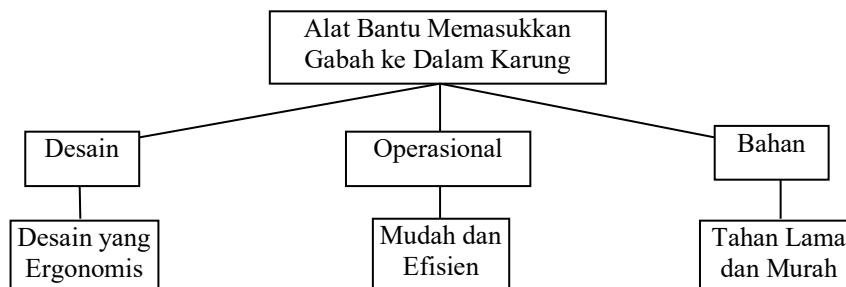 Alat Bantu Memasukkan
Gabah ke Dalam Karung
Desain
Operasional
Bahan
Desain yang
Ergonomis
Mudah dan
Efisien
Tahan Lama
dan Murah